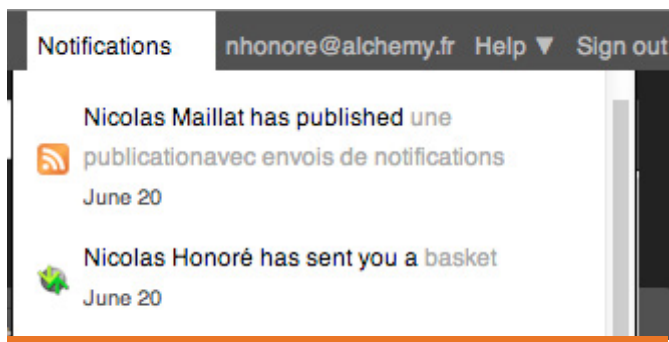 Notifications nhonore@alchemy.fr Help ▼ Sign out
Nicolas Maillat has published une
publicationavec envois de notifications
June 20
Nicolas Honoré has sent you a basket
June 20